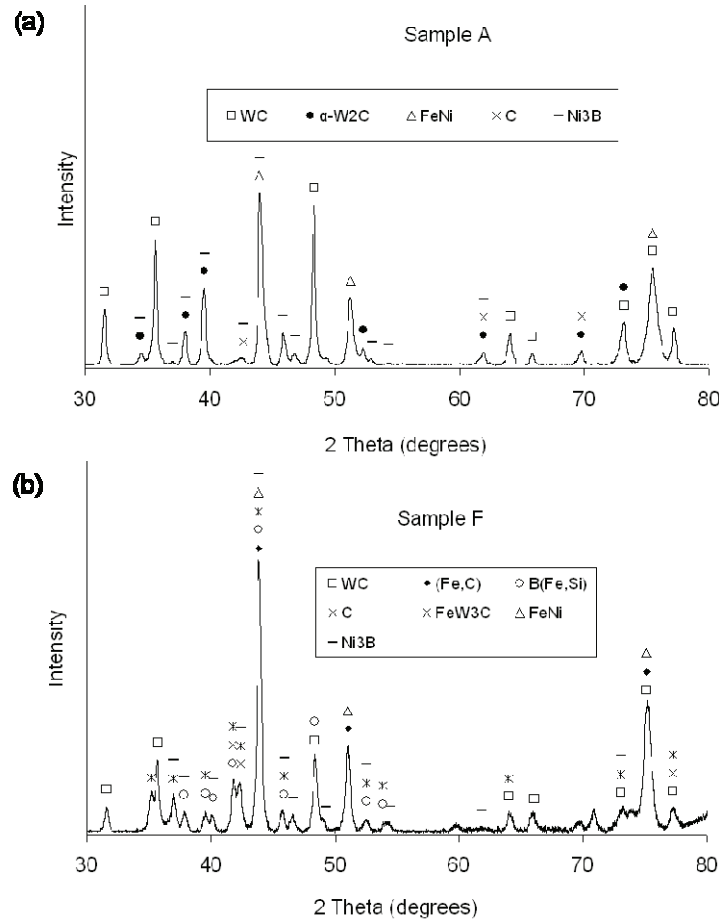 (a)
Sample A
□ WC ● α-W2C △ FeNi × C − Ni3B
Intensity
30 40 50 60 70 80
2 Theta (degrees)
(b)
Sample F
□ WC ◆ (Fe,C) ○ B(Fe,Si)
× C × FeW3C △ FeNi
− Ni3B
Intensity
30 40 50 60 70 80
2 Theta (degrees)